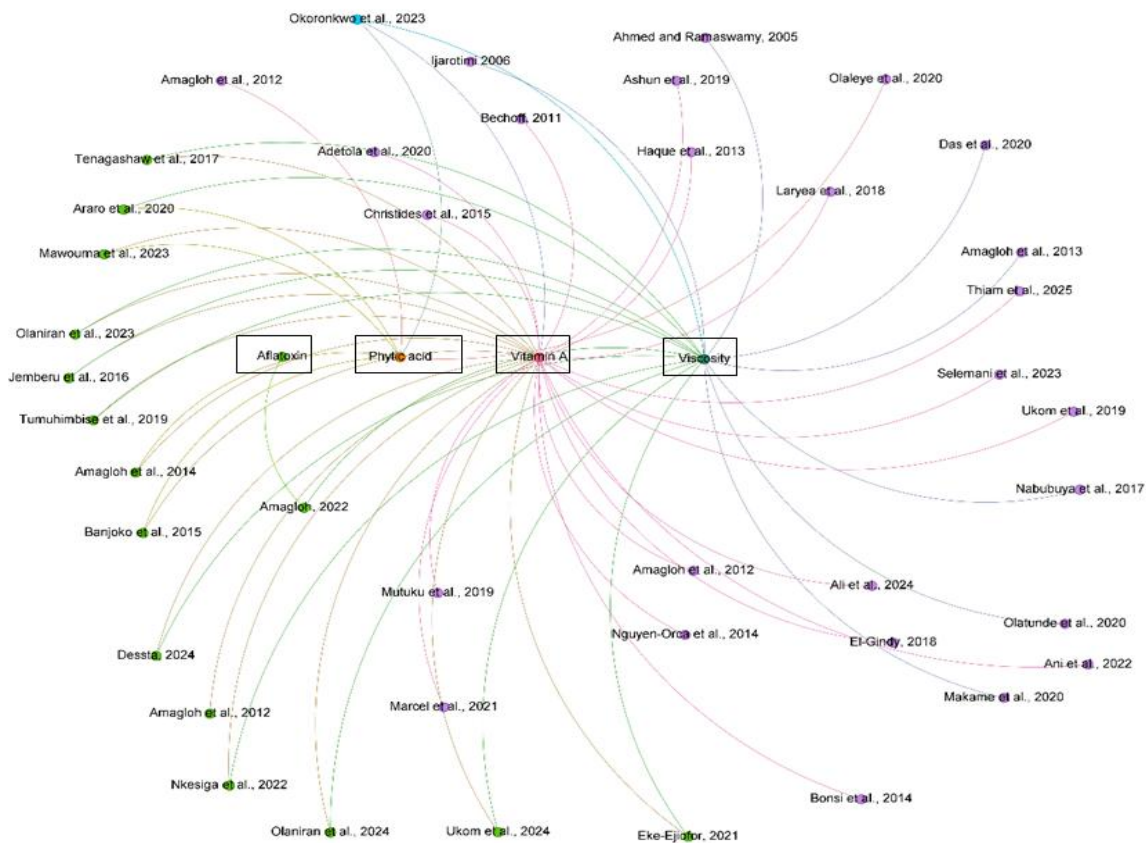 Okoronkwo et al., 2023
Ahmed and Ramaswamy, 2005
Ijarotimi 2006
Amagloh et al., 2012
Ashun et al., 2019
Olaleye et al., 2020
Bechoff, 2011
Tenagashaw et al., 2017
Adetola et al., 2020
Haque et al., 2013
Das et al., 2020
Araro et al., 2020
Christides et al., 2015
Laryea et al., 2018
Mawouma et al., 2023
Amagloh et al., 2013
Thiam et al., 2025
Olaniran et al., 2023
Aflatoxin
Phytic acid
Vitamin A
Viscosity
Jemberu et al., 2016
Selemani et al., 2023
Tumuhimbise et al., 2019
Ukom et al., 2019
Amagloh et al., 2014
Nabubuya et al., 2017
Amagloh, 2022
Banjoko et al., 2015
Amagloh et al., 2012
Ali et al., 2024
Mutuku et al., 2019
Olatunde et al., 2020
Nguyen-Orca et al., 2014
El-Gindy, 2018
Dessta, 2024
Ani et al., 2022
Makame et al., 2020
Amagloh et al., 2012
Marcel et al., 2021
Nkesiga et al., 2022
Bonsi et al., 2014
Olaniran et al., 2024
Ukom et al., 2024
Eke-Ejiofor, 2021